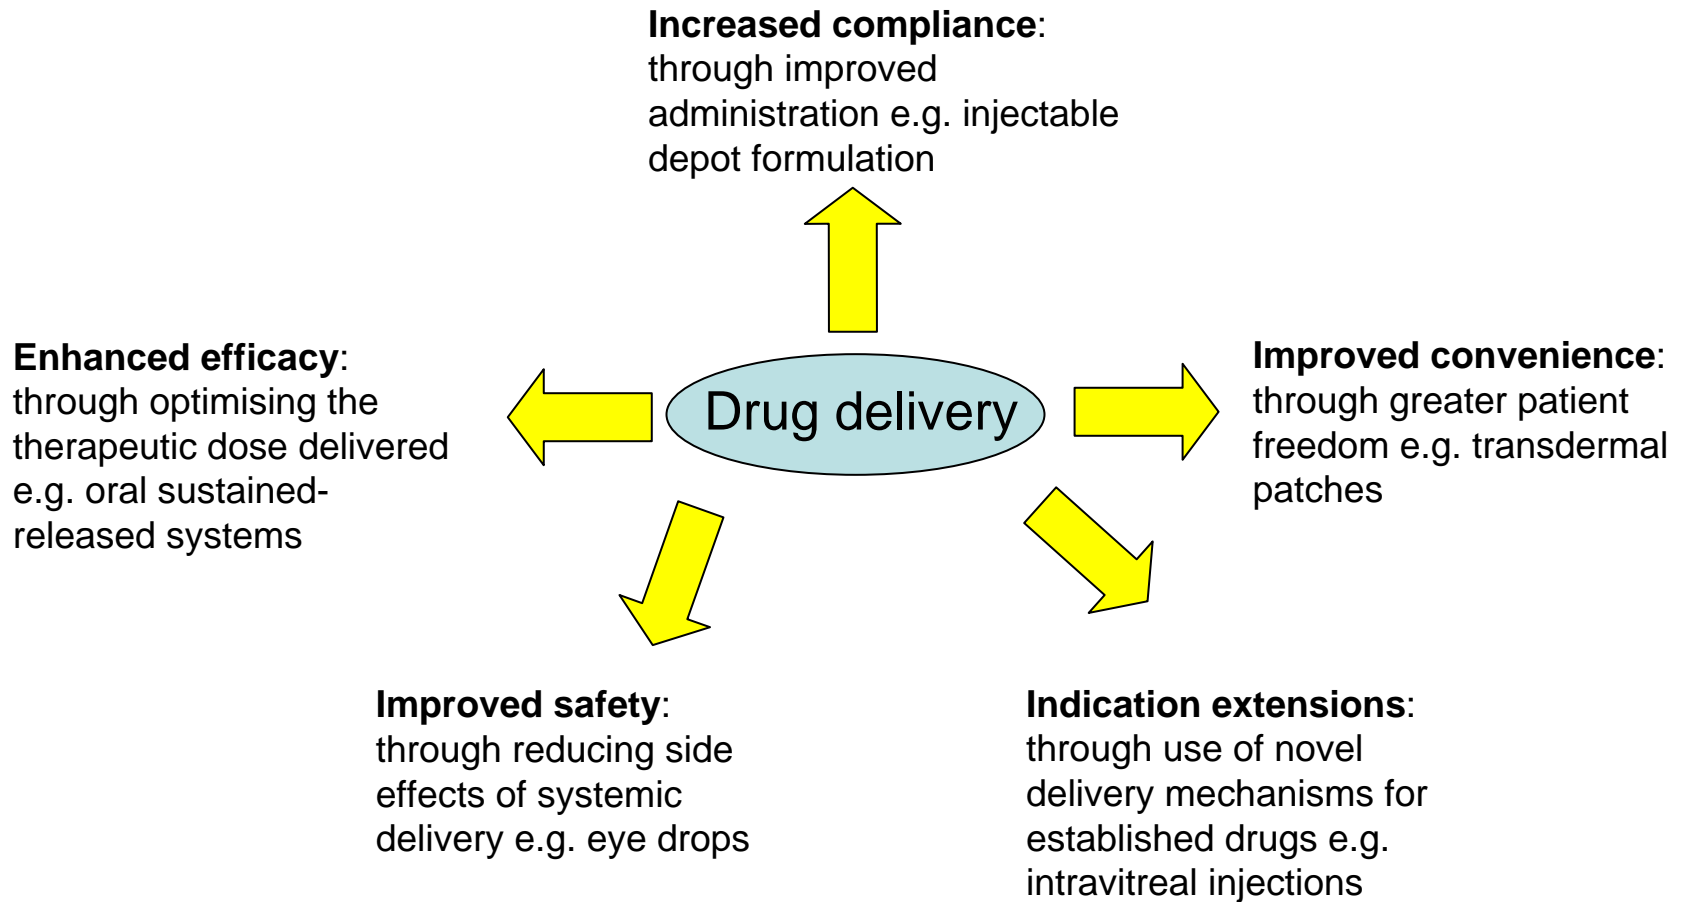 Increased compliance:
through improved
administration e.g. injectable
depot formulation
Enhanced efficacy:
through optimising the
therapeutic dose delivered
e.g. oral sustained-
released systems
Drug delivery
Improved convenience:
through greater patient
freedom e.g. transdermal
patches
Improved safety:
through reducing side
effects of systemic
delivery e.g. eye drops
Indication extensions:
through use of novel
delivery mechanisms for
established drugs e.g.
intravitreal injections